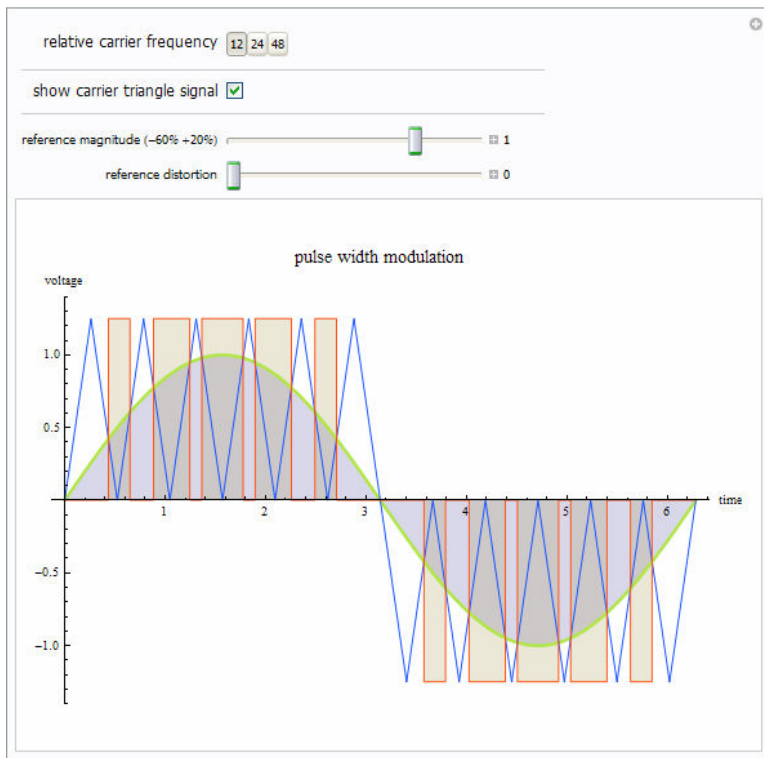 relative carrier frequency 12 24 48
show carrier triangle signal
reference magnitude (−60% +20%) 1
reference distortion 0
pulse width modulation
voltage
1.0
0.5
1 2 3 4 5 6 time
−0.5
−1.0